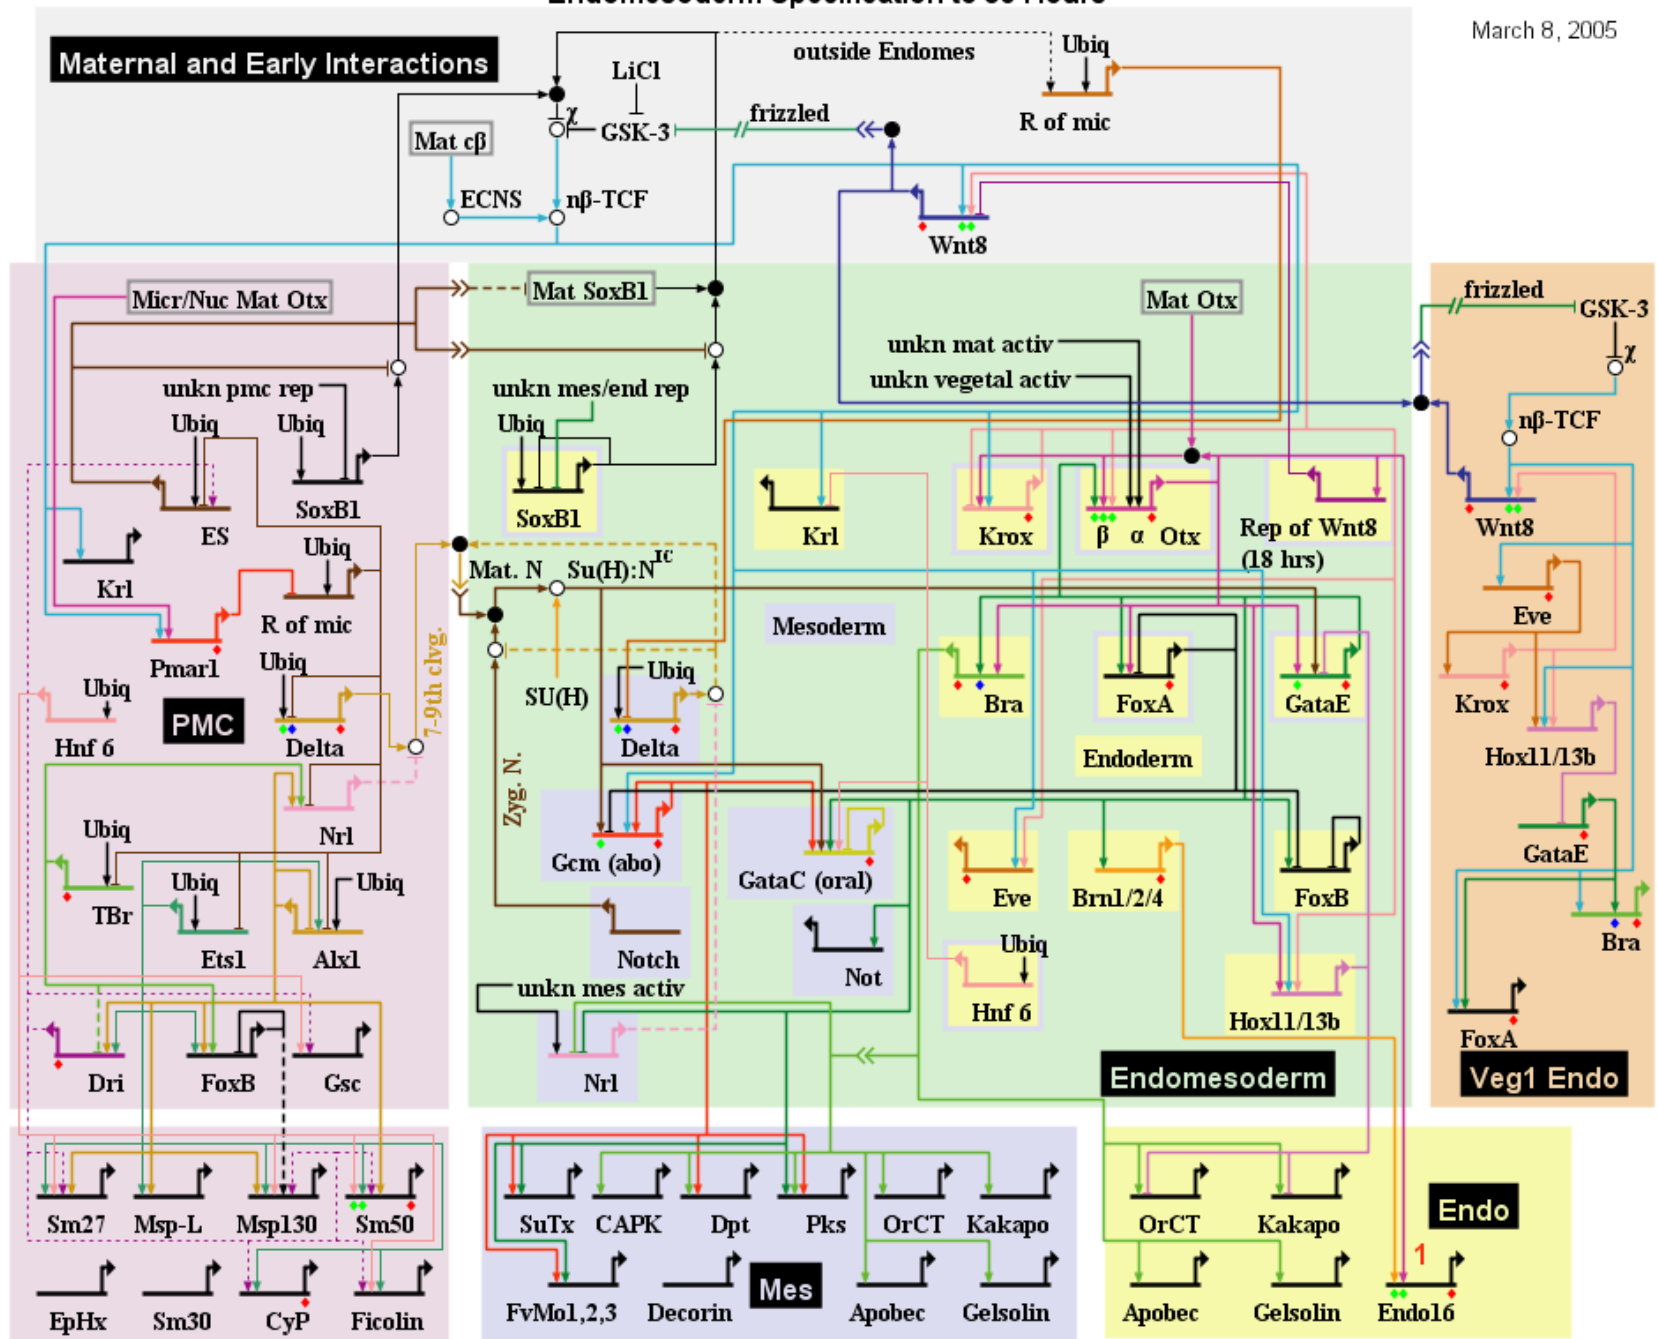 March 8, 2005
Maternal and Early Interactions
outside Endomes
Ubiq
R of mic
LiCl
χ
GSK-3
frizzled
Mat cβ
ECNS
nβ-TCF
Wnt8
Micr/Nuc Mat Otx
Mat SoxB1
Mat Otx
frizzled
GSK-3
χ
unkn mat activ
unkn vegetal activ
unkn pmc rep
unkn mes/end rep
nβ-TCF
Ubiq
Ubiq
Ubiq
SoxB1
ES
SoxB1
Krl
Krox
β α Otx
Rep of Wnt8
(18 hrs)
Wnt8
Ubiq
Krl
R of mic
Mat. N
Su(H):N
IC
Eve
Mesoderm
Pmar1
Ubiq
Ubiq
PMC
Hnf 6
Delta
7-9th clvg.
SU(H)
Ubiq
Delta
Bra
FoxA
GataE
Krox
Endoderm
Hox11/13b
Zyg. N.
Nrl
Ubiq
Gcm (abo)
GataC (oral)
Eve
Brn1/2/4
FoxB
GataE
TBr
Ubiq
Ubiq
Ets1
Alx1
Notch
Not
Ubiq
Hnf 6
Hox11/13b
Bra
unkn mes activ
Dri
FoxB
Gsc
Nrl
Endomesoderm
FoxA
Veg1 Endo
Sm27
Msp-L
Msp130
Sm50
SuTx
CAPK
Dpt
Pks
OrCT
Kakapo
OrCT
Kakapo
Endo
1
EpHx
Sm30
CyP
Ficolin
FvMo1,2,3
Decorin
Mes
Apobec
Gelsolin
Apobec
Gelsolin
Endo16